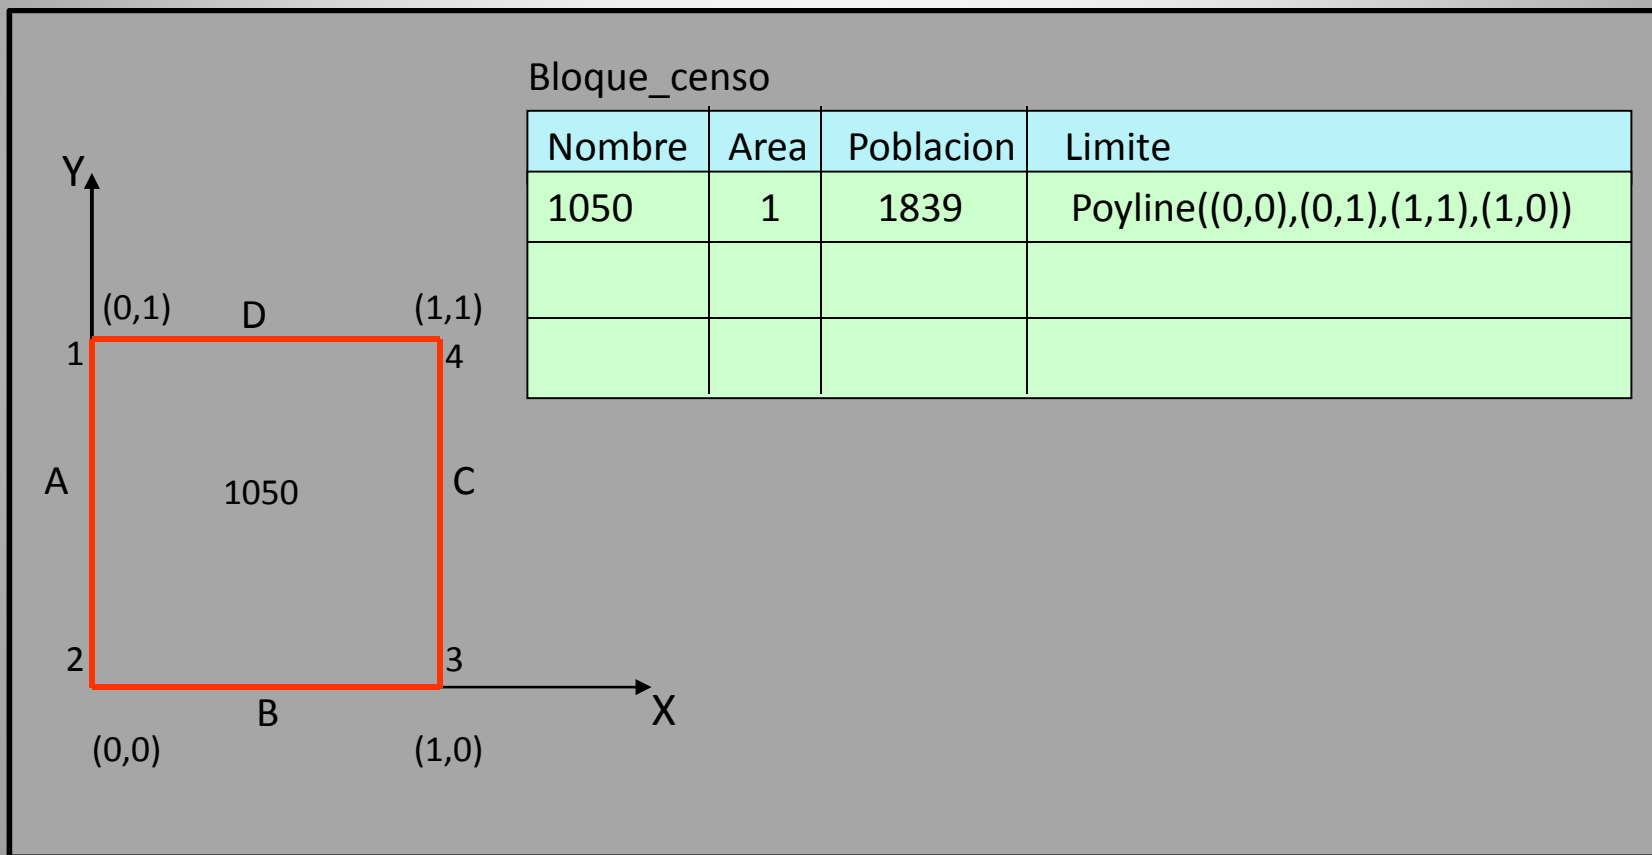 Bloque_censo
Nombre Area Poblacion Limite
1050 1 1839 Poyline((0,0),(0,1),(1,1),(1,0))
Y
(0,1) D (1,1)
1 4
A 1050 C
2 3
B X
(0,0) (1,0)